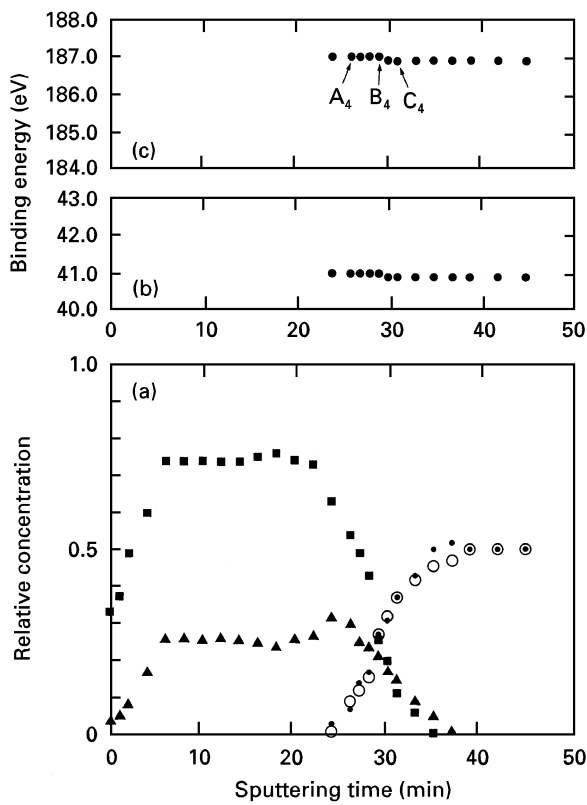 188.0
187.0
186.0
185.0
184.0
A4 B4 C4
(c)
Binding energy (eV)
43.0
42.0
41.0
40.0
(b)
0 10 20 30 40 50
1.0
(a)
0.5
0
Relative concentration
0 10 20 30 40 50
Sputtering time (min)